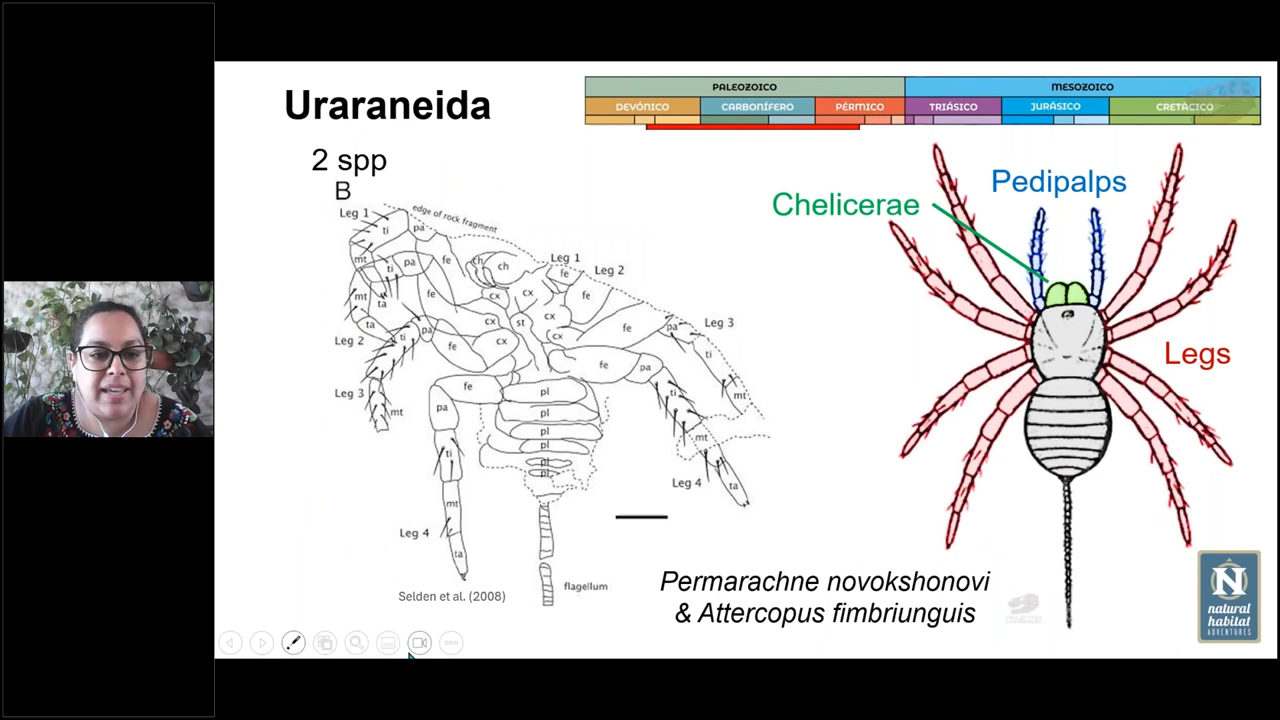 Uraraneida
PALEOZOICO MESOZOICO
DEVÓNICO CARBONÍFERO PÉRMICO TRIÁSICO JURÁSICO CRETÁCICO
2 spp
B
Pedipalps
Chelicerae
Legs
edge of rock fragment
Leg 1
ti
pa
mt
ti
pa
fe
ch
ch
Leg 1
fe
Leg 2
mt
ta
fe
cx
cx
fe
ta
cx
st
cx
fe
pa
Leg 3
Leg 2
ti
pa
fe
cx
cx
ti
fe
pa
Leg 3
mt
fe
pl
ti
mt
pa
pl
pl
mt
ti
pl
pl
pl
Leg 4
ta
mt
Leg 4
ta
flagellum
Selden et al. (2008)
Permarachne novokshonovi
& Attercopus fimbriunguis
N
natural
habitat
ADVENTURES